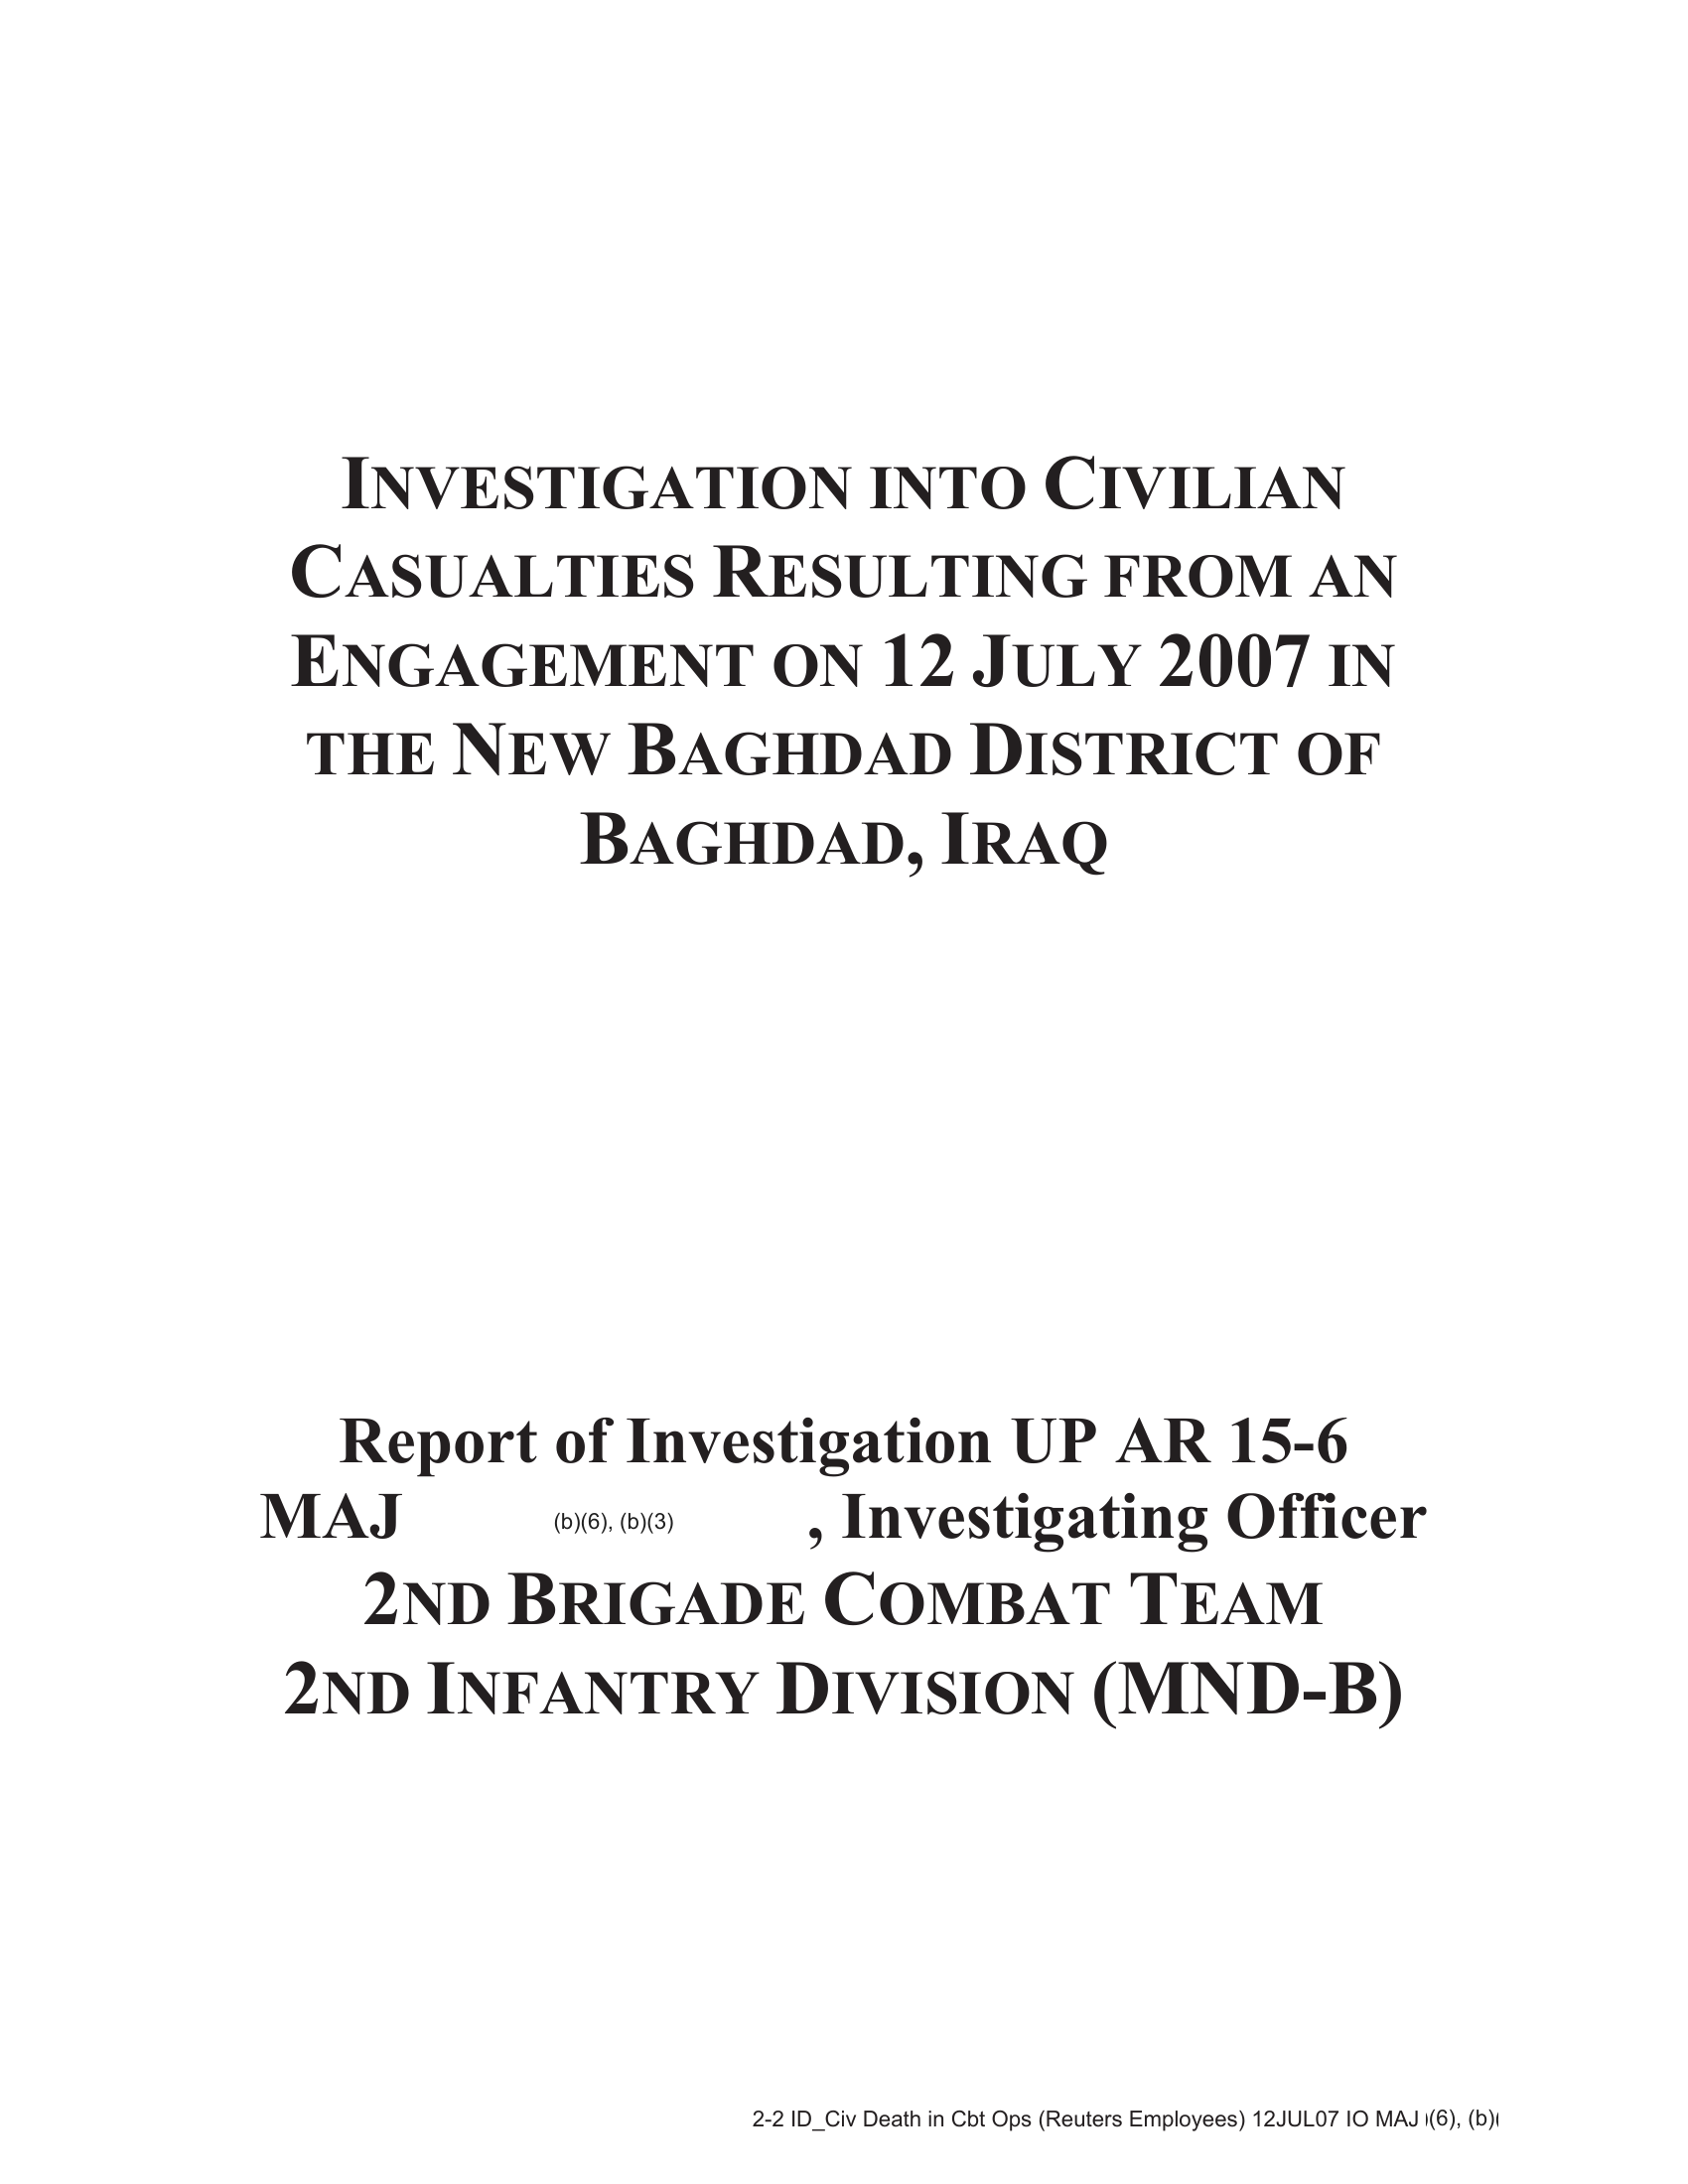 INVESTIGATION INTO CIVILIAN
CASUALTIES RESULTING FROM AN
ENGAGEMENT ON 12 JULY 2007 IN
THE NEW BAGHDAD DISTRICT OF
BAGHDAD, IRAQ
Report of Investigation UP AR 15-6
MAJ (b)(6), (b)(3) , Investigating Officer
2ND BRIGADE COMBAT TEAM
2ND INFANTRY DIVISION (MND-B)
2-2 ID_Civ Death in Cbt Ops (Reuters Employees) 12JUL07 IO MAJ )(6), (b)(